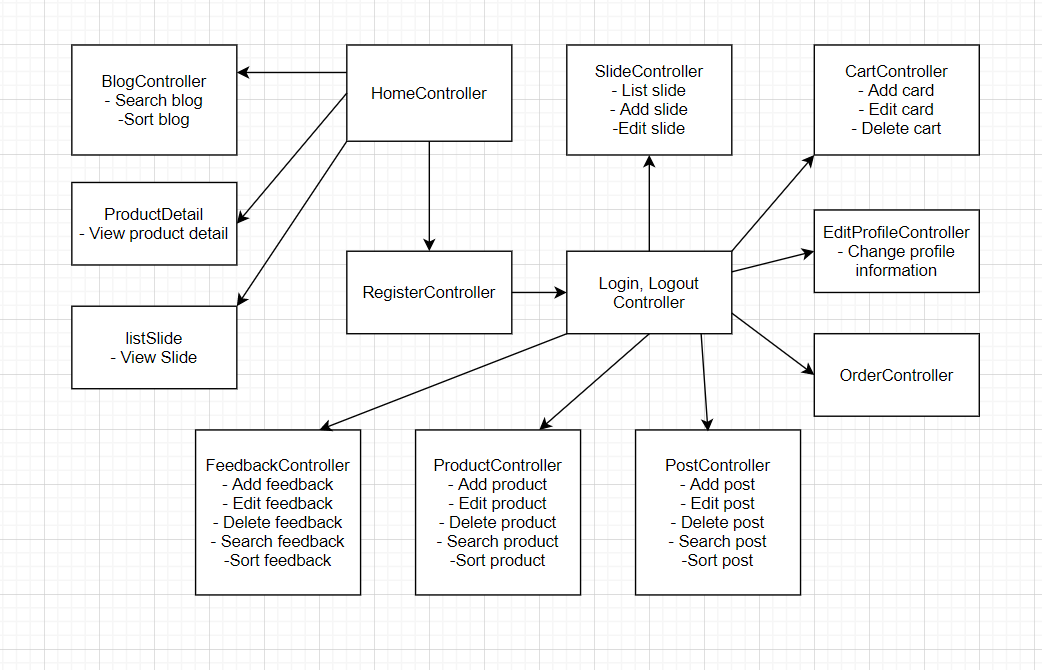 BlogController
- Search blog
-Sort blog
HomeController
SlideController
- List slide
- Add slide
-Edit slide
CartController
- Add card
- Edit card
- Delete cart
ProductDetail
- View product detail
EditProfileController
- Change profile
information
RegisterController
Login, Logout
Controller
listSlide
- View Slide
OrderController
FeedbackController
- Add feedback
- Edit feedback
- Delete feedback
- Search feedback
-Sort feedback
ProductController
- Add product
- Edit product
- Delete product
- Search product
-Sort product
PostController
- Add post
- Edit post
- Delete post
- Search post
-Sort post